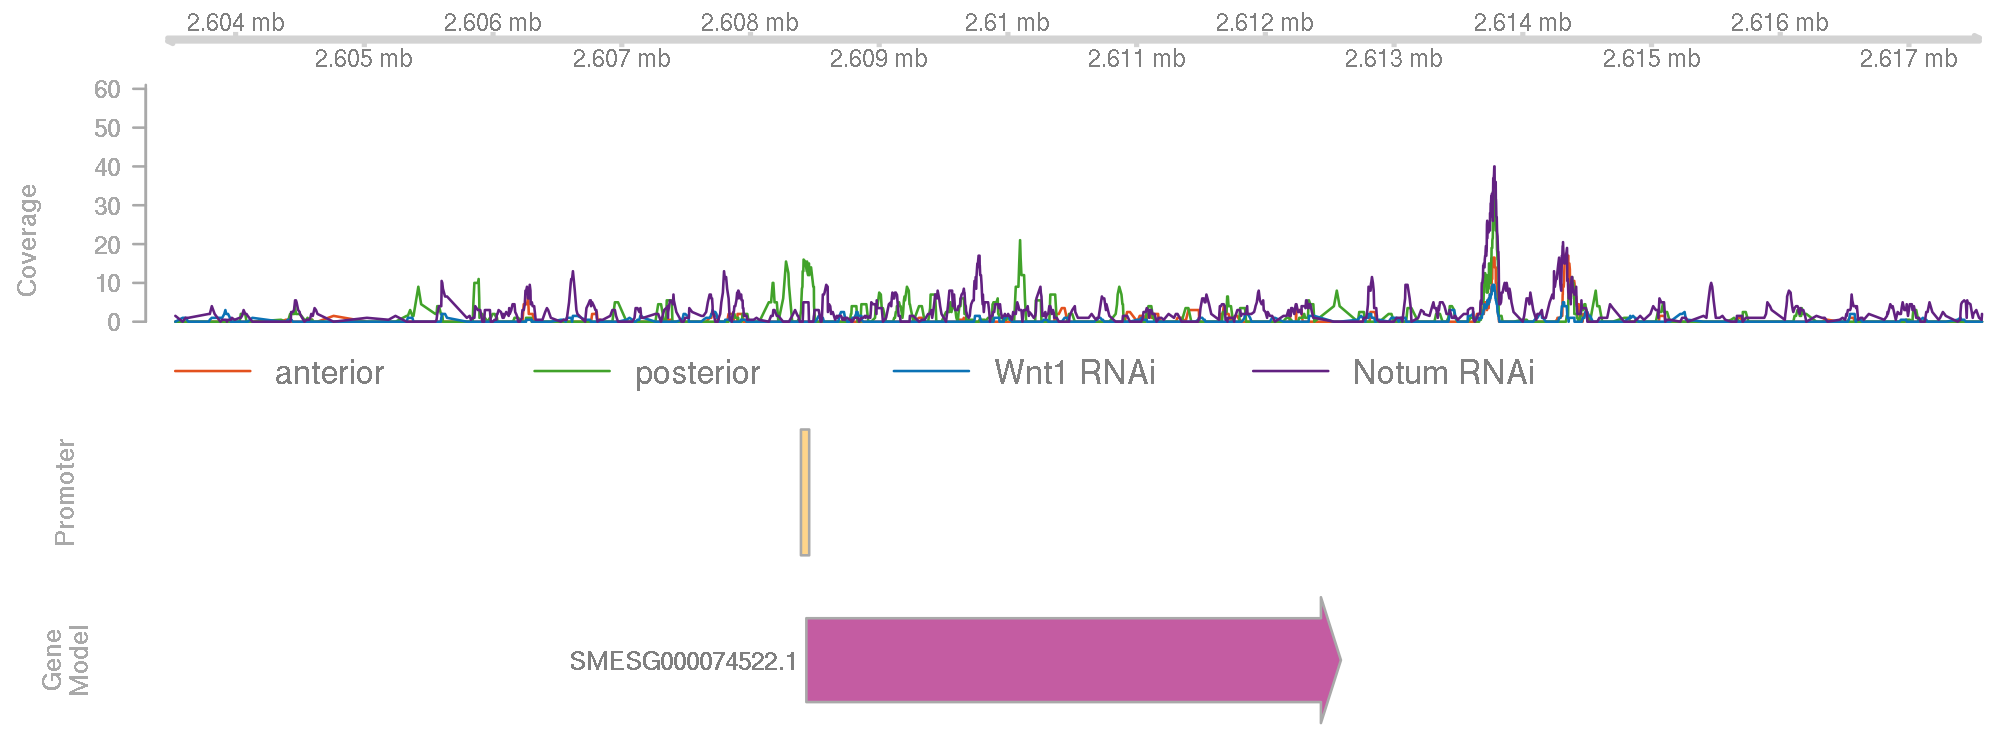 2.604 mb 2.606 mb 2.608 mb 2.61 mb 2.612 mb 2.614 mb 2.616 mb
2.605 mb 2.607 mb 2.609 mb 2.611 mb 2.613 mb 2.615 mb 2.617 mb
60
50
40
30
20
10
0
Coverage
anterior posterior Wnt1 RNAi Notum RNAi
Promoter
Gene
Model
SMESG000074522.1